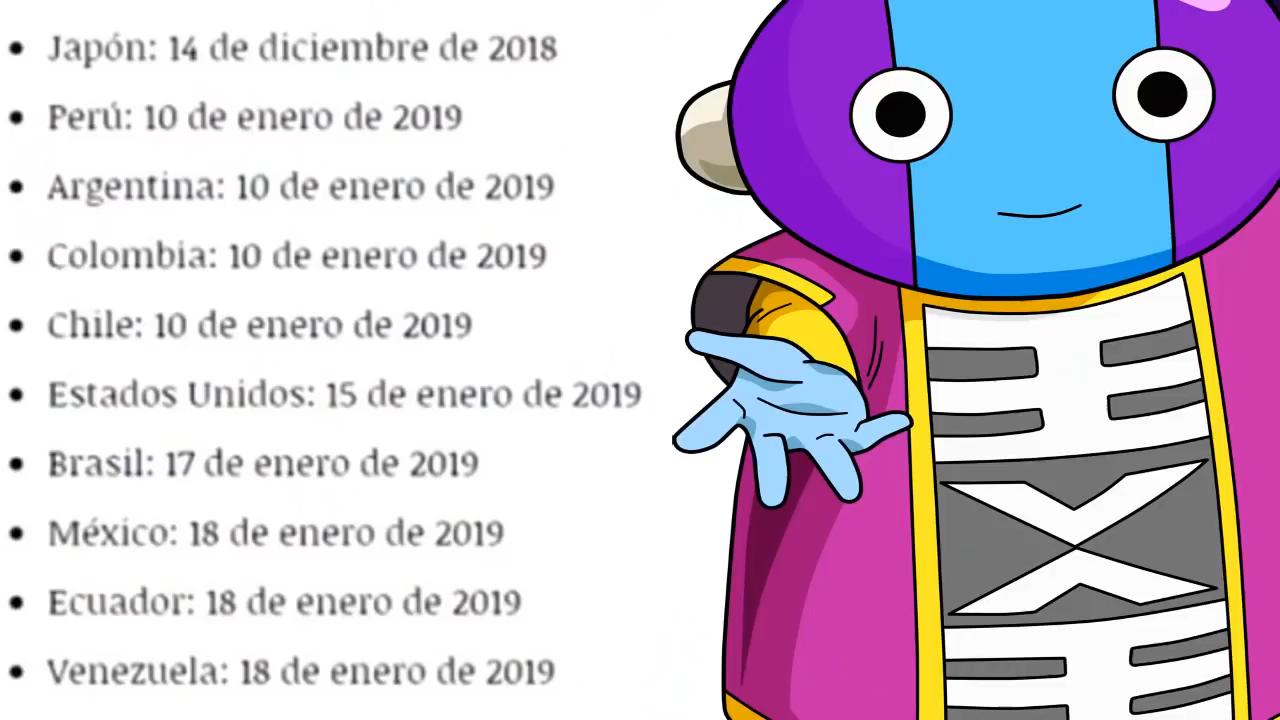 Japón: 14 de diciembre de 2018
Perú: 10 de enero de 2019
Argentina: 10 de enero de 2019
Colombia: 10 de enero de 2019
Chile: 10 de enero de 2019
Estados Unidos: 15 de enero de 2019
Brasil: 17 de enero de 2019
México: 18 de enero de 2019
Ecuador: 18 de enero de 2019
Venezuela: 18 de enero de 2019